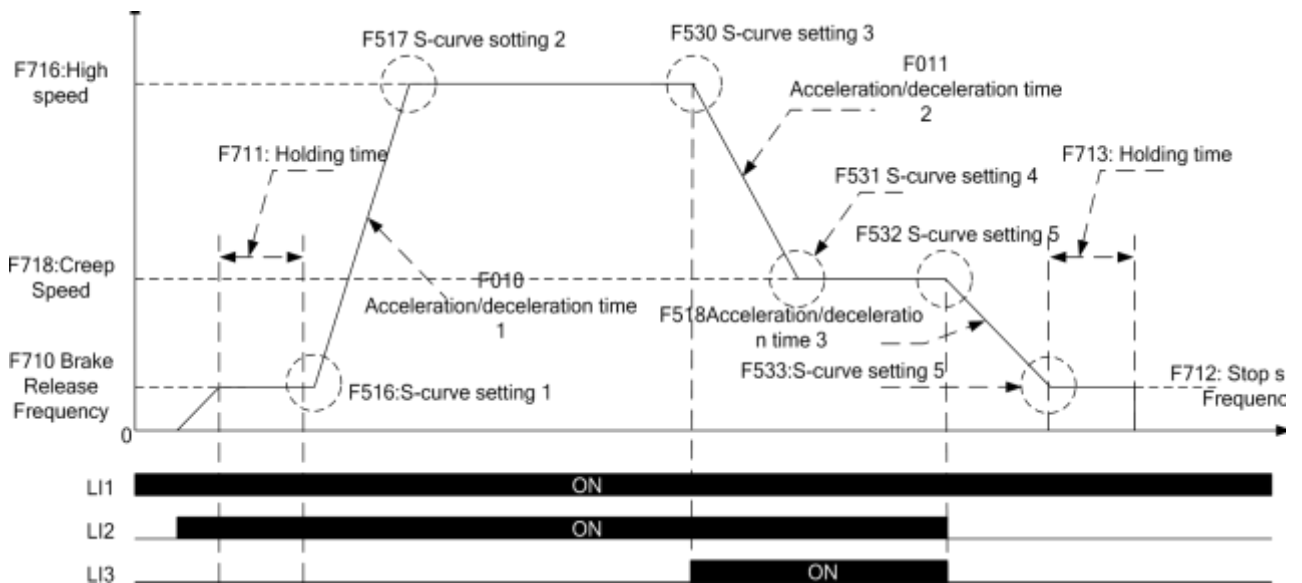 F517 S-curve sotting 2
F530 S-curve setting 3
F716:High
speed
F011
Acceleration/deceleration time
2
F711: Holding time
F713: Holding time
F531 S-curve setting 4
F532 S-curve setting 5
F718:Creep
Speed
F010
Acceleration/deceleration time
1
F518Acceleration/deceleratio
n time 3
F710 Brake
Release
Frequency
F516:S-curve setting 1
F533:S-curve setting 5
F712: Stop s
Frequenc
0
LI1
ON
LI2
ON
LI3
ON